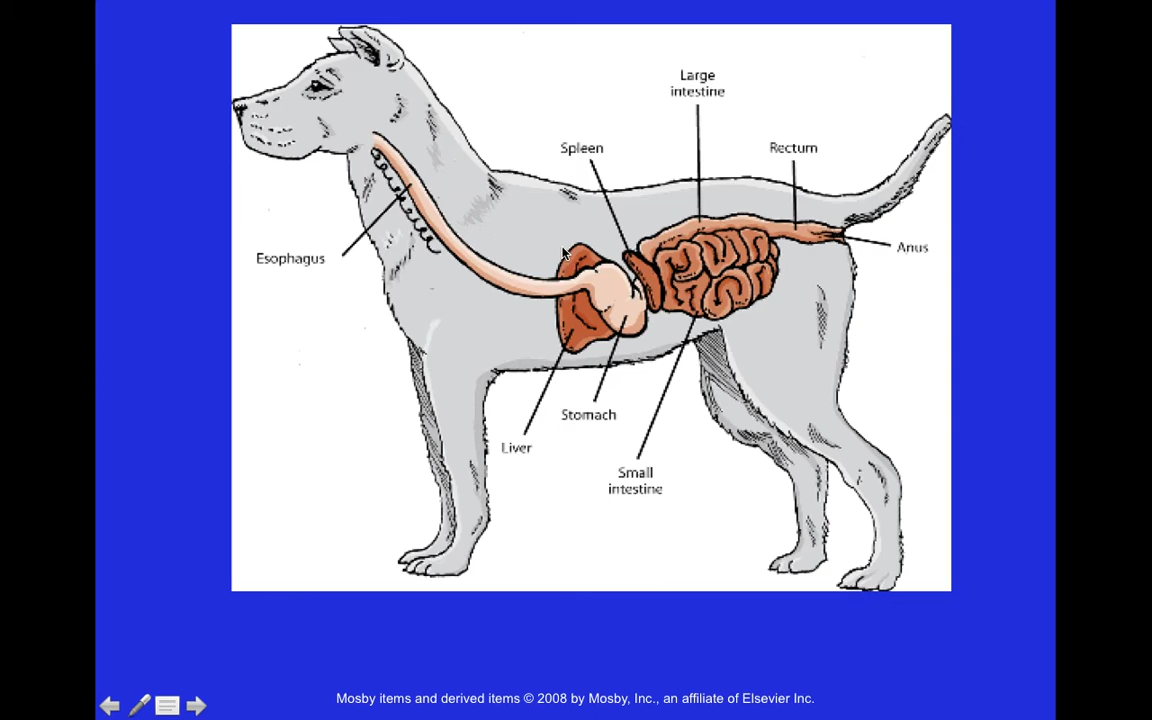 Large
intestine
Spleen
Rectum
Anus
Esophagus
Stomach
Liver
Small
intestine
Mosby items and derived items © 2008 by Mosby, Inc., an affiliate of Elsevier Inc.